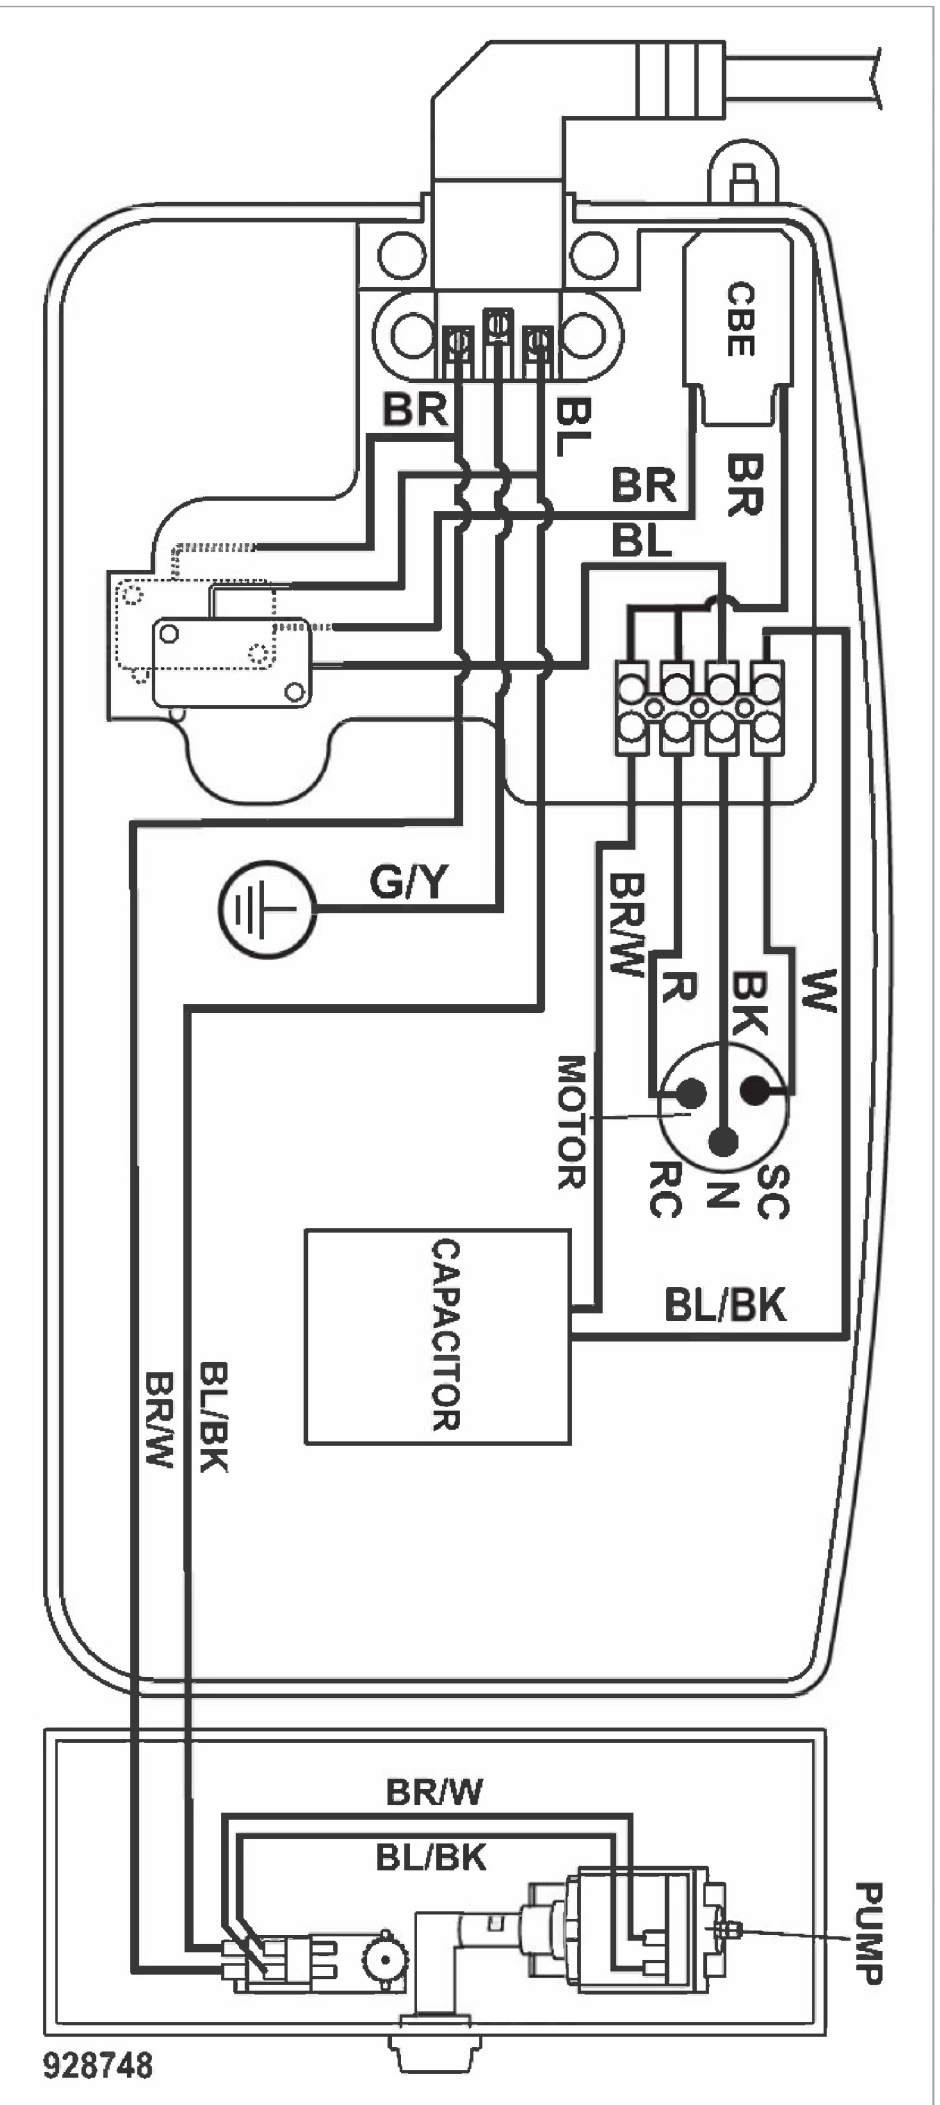 CBE
BR
BL
BR
BR
BL
G/Y
BR/W
R
BK
W
MOTOR
RC
N
SC
CAPACITOR
BL/BK
BR/W
BL/BK
BR/W
BL/BK
PUMP
928748